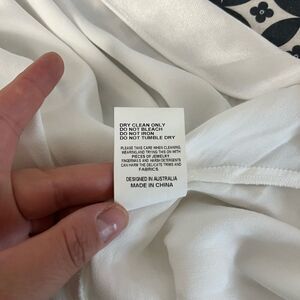 DRY CLEAN ONLY
DO NOT BLEACH
DO NOT IRON
DO NOT TUMBLE DRY
PLEASE TAKE CARE WHEN CLEANING,
WEARING,AND TRYING THIS ON WITH
PIECES OF JEWELRY
FINGERNAILS AND HARSH DETERGENTS
CAN HARM THE DELICATE TRIMS AND
FABRICS
DESIGNED IN AUSTRALIA
MADE IN CHINA